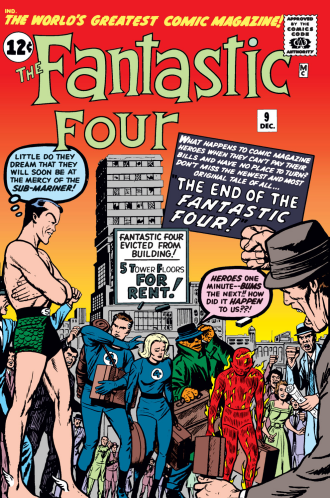 IND.
THE WORLD'S GREATEST COMIC MAGAZINE!
APPROVED
BY THE
COMICS
CODE
AUTHORITY
12¢
THE FANTASTIC
FOUR
M
C
9
DEC.
LITTLE DO THEY
DREAM THAT THEY
WILL SOON BE AT
THE MERCY OF THE
SUB-MARINER!
WHAT HAPPENS TO COMIC MAGAZINE
HEROES WHEN THEY CAN'T PAY THEIR
BILLS AND HAVE NO PLACE TO TURN?
DON'T MISS THE NEWEST AND MOST
ORIGINAL TALE OF ALL...
"THE END OF THE
FANTASTIC
FOUR!"
FANTASTIC FOUR
EVICTED FROM
BUILDING!
5 TOWER FLOORS
FOR
RENT!
HEROES ONE
MINUTE--BUMS
THE NEXT!! HOW
DID IT HAPPEN
TO US??!
4
4